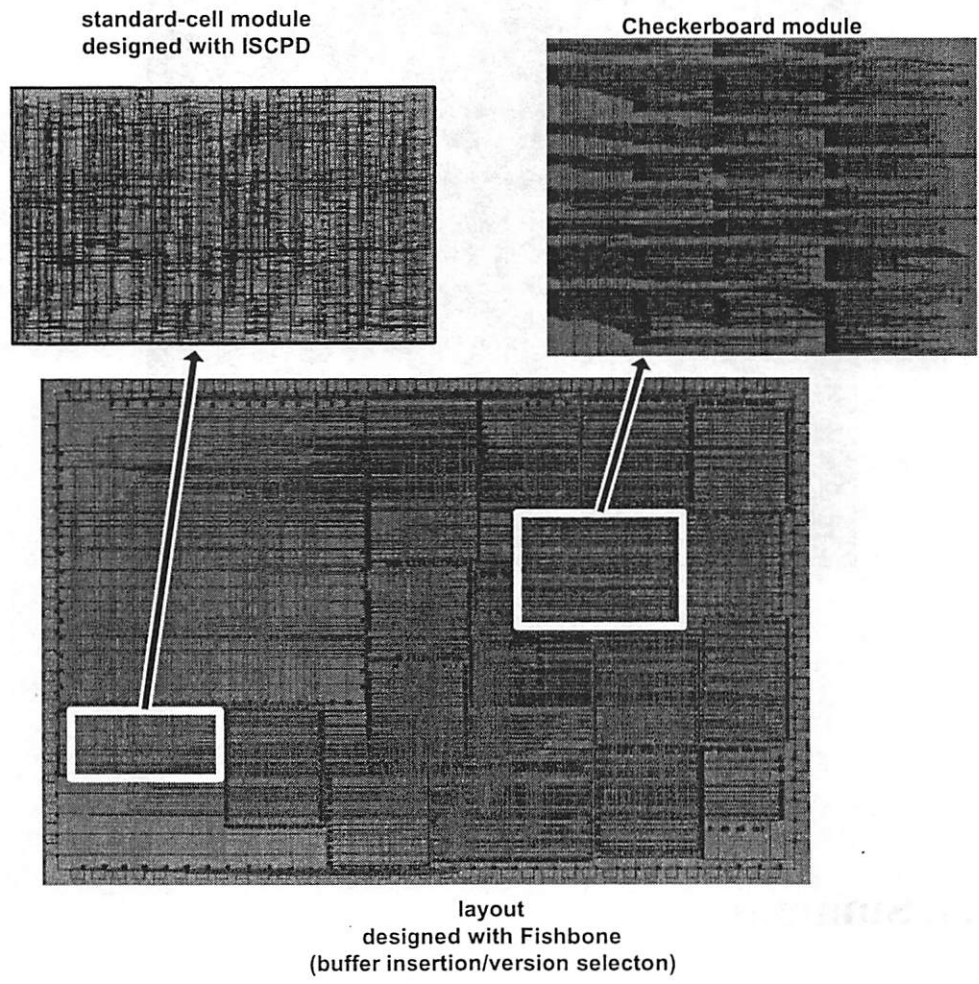 standard-cell module
designed with ISCPD
Checkerboard module
layout
designed with Fishbone
(buffer insertion/version selecton)